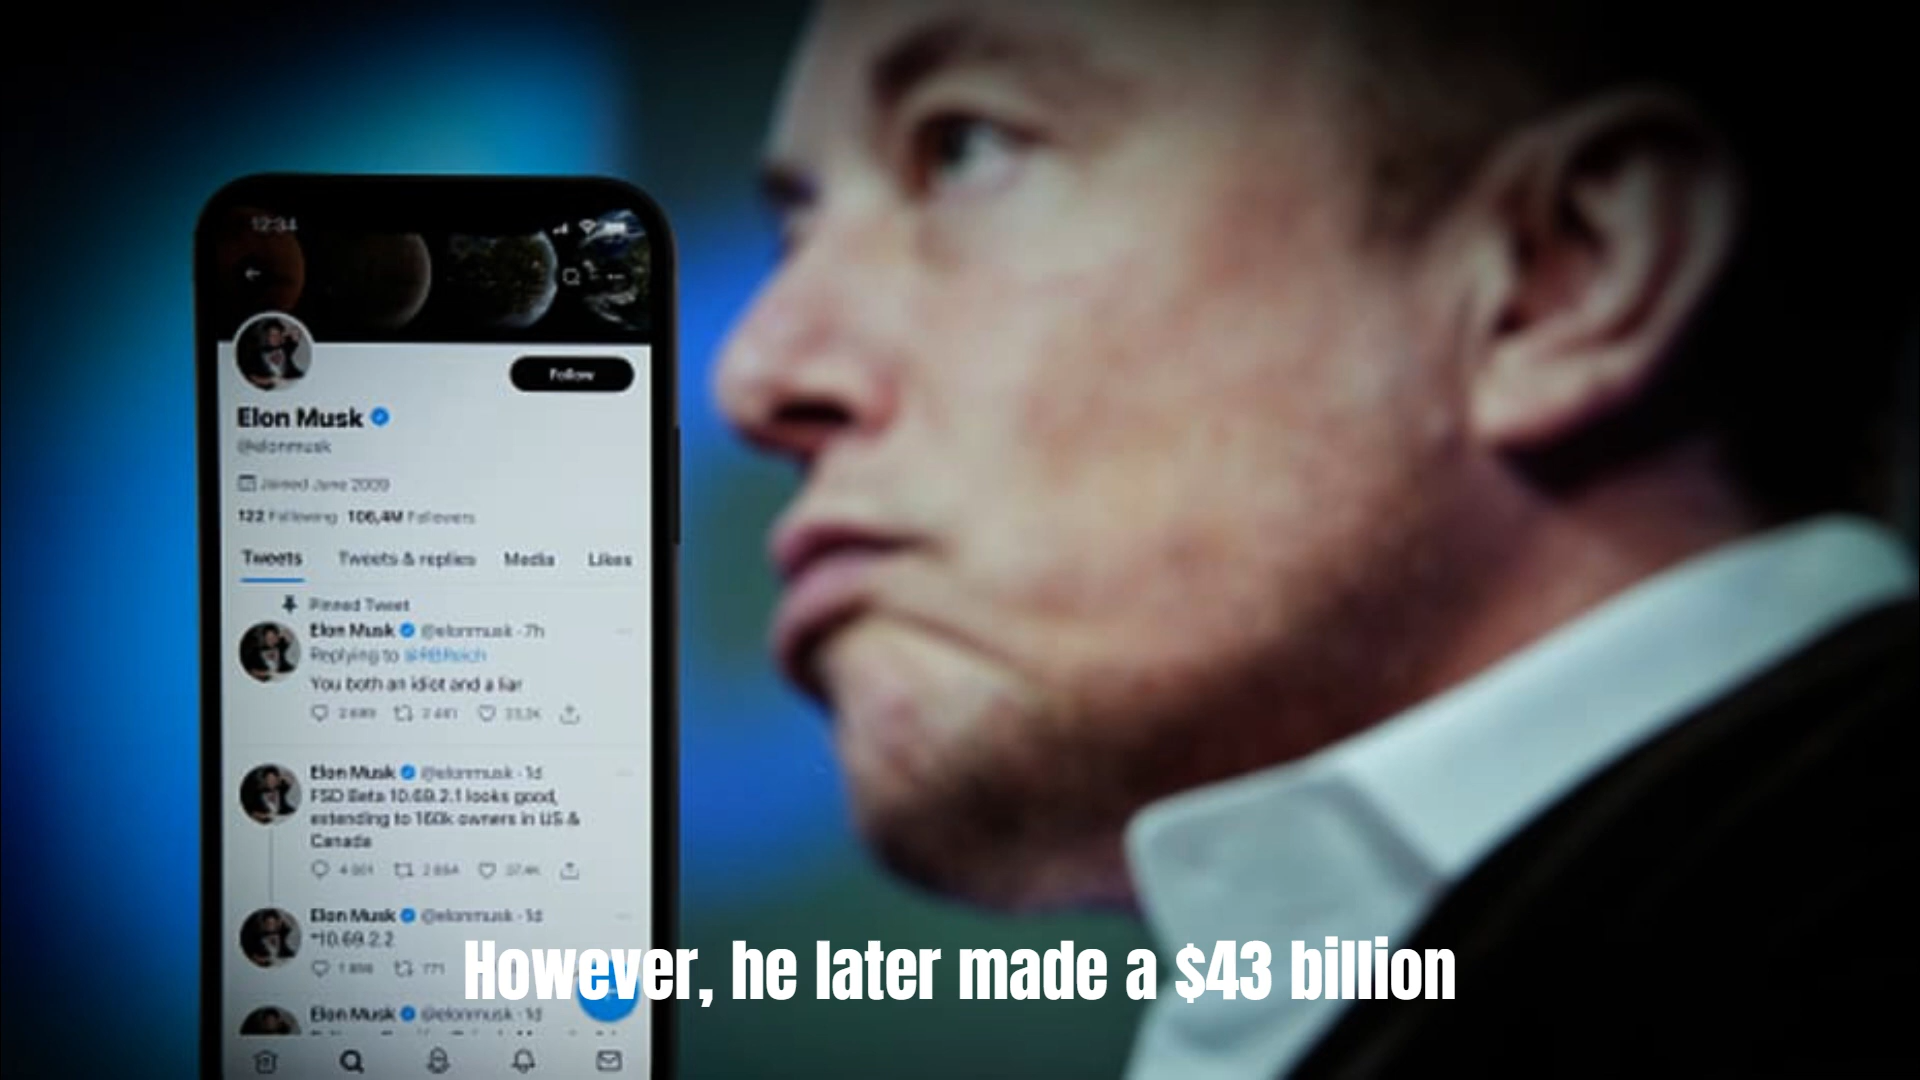 12:34
Follow
Elon Musk
@elonmusk
Joined June 2009
122 Following 106,4M Followers
Tweets Tweets & replies Media Likes
Pinned Tweet
Elon Musk @elonmusk · 7h
Replying to @RBReich
You both an idiot and a liar
Elon Musk @elonmusk · 1d
FSD Beta 10.69.2.1 looks good,
extending to 160k owners in US &
Canada
Elon Musk @elonmusk · 1d
"10.69.2.2
771
Elon Musk @elonmusk · 1d
However, he later made a $43 billion